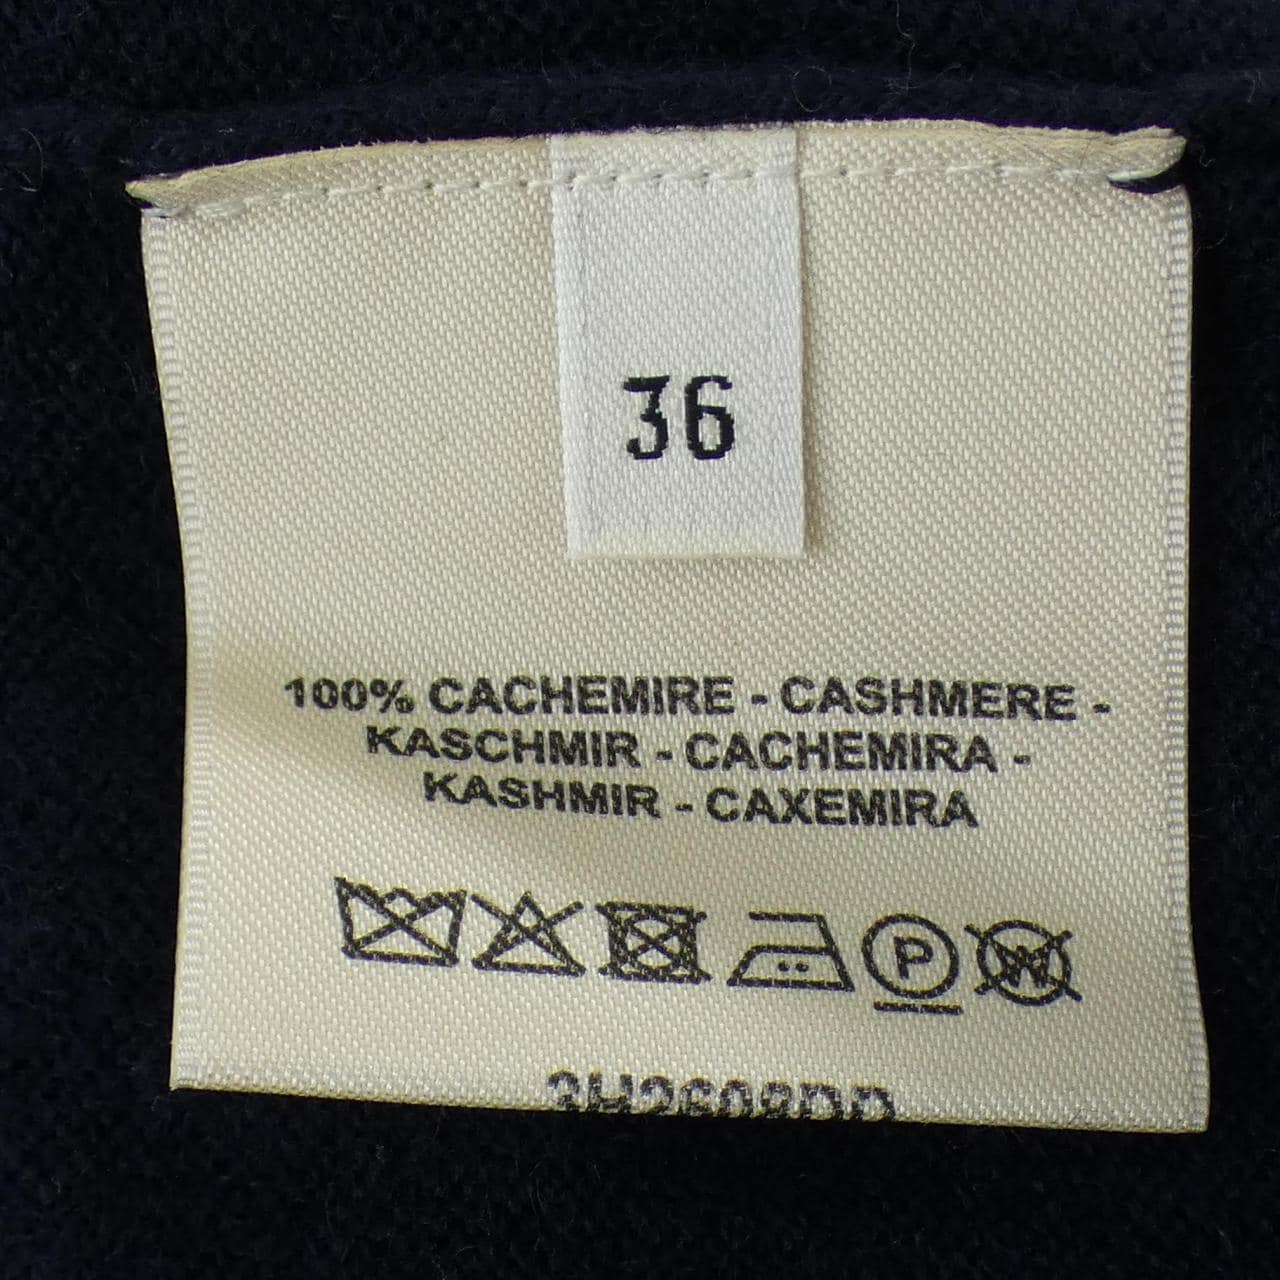 36
100% CACHEMIRE - CASHMERE -
KASCHMIR - CACHEMIRA -
KASHMIR - CAXEMIRA
P W